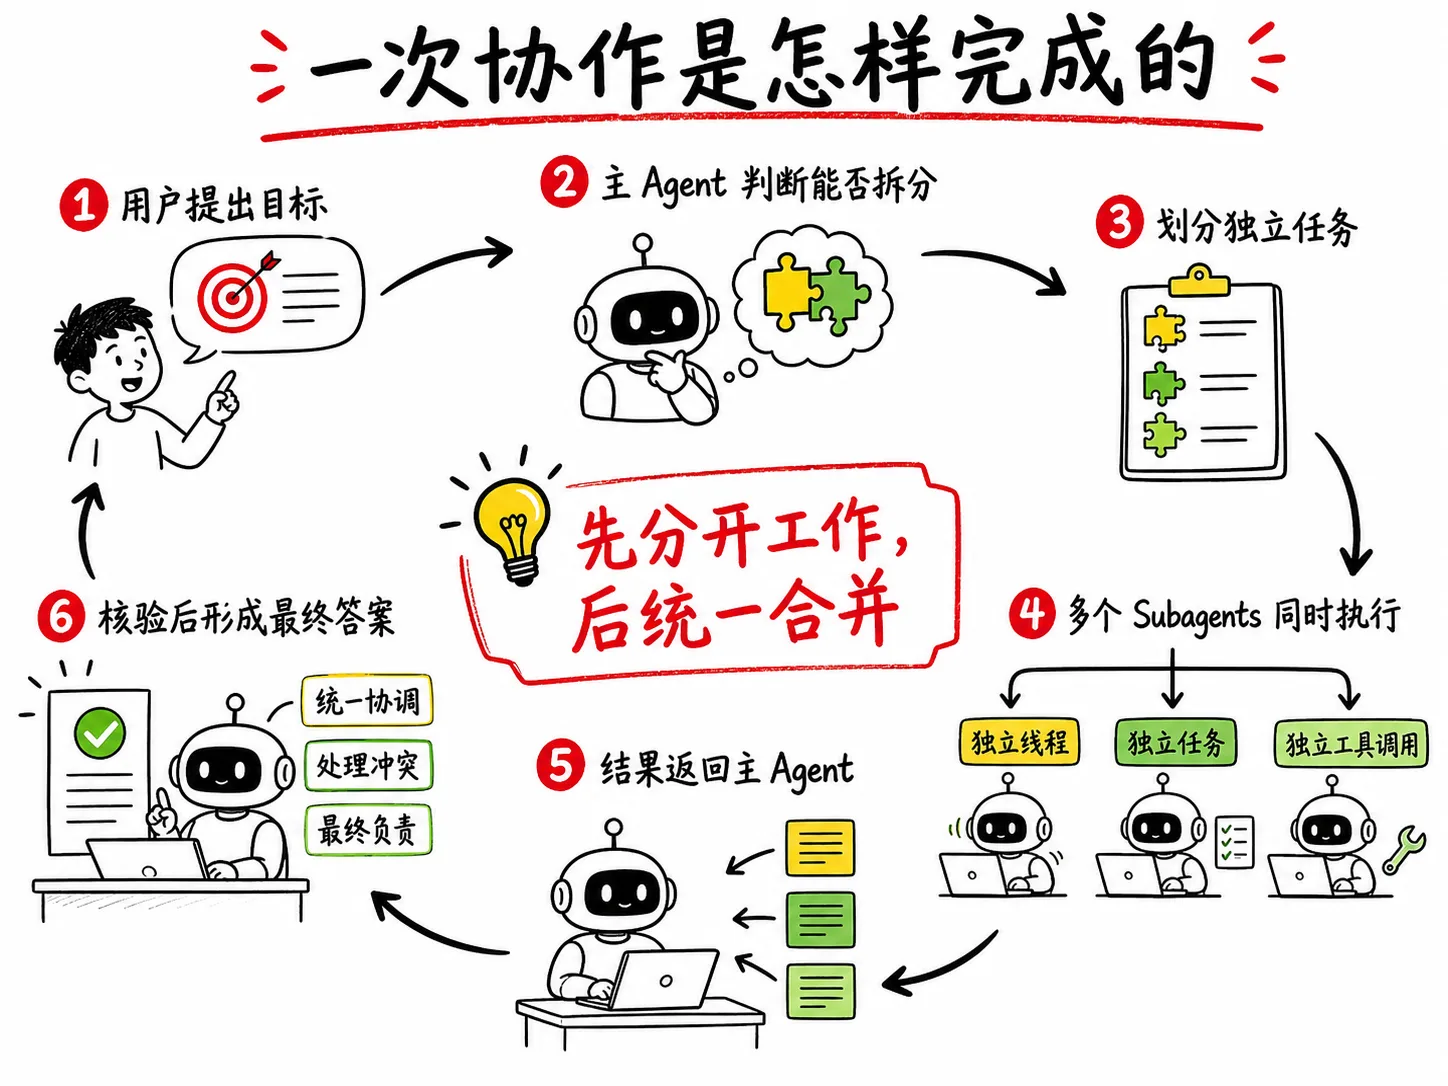 一次协作是怎样完成的
1 用户提出目标
2 主 Agent 判断能否拆分
3 划分独立任务
先分开工作，
后统一合并
4 多个 Subagents 同时执行
独立线程
独立任务
独立工具调用
5 结果返回主 Agent
6 核验后形成最终答案
统一协调
处理冲突
最终负责